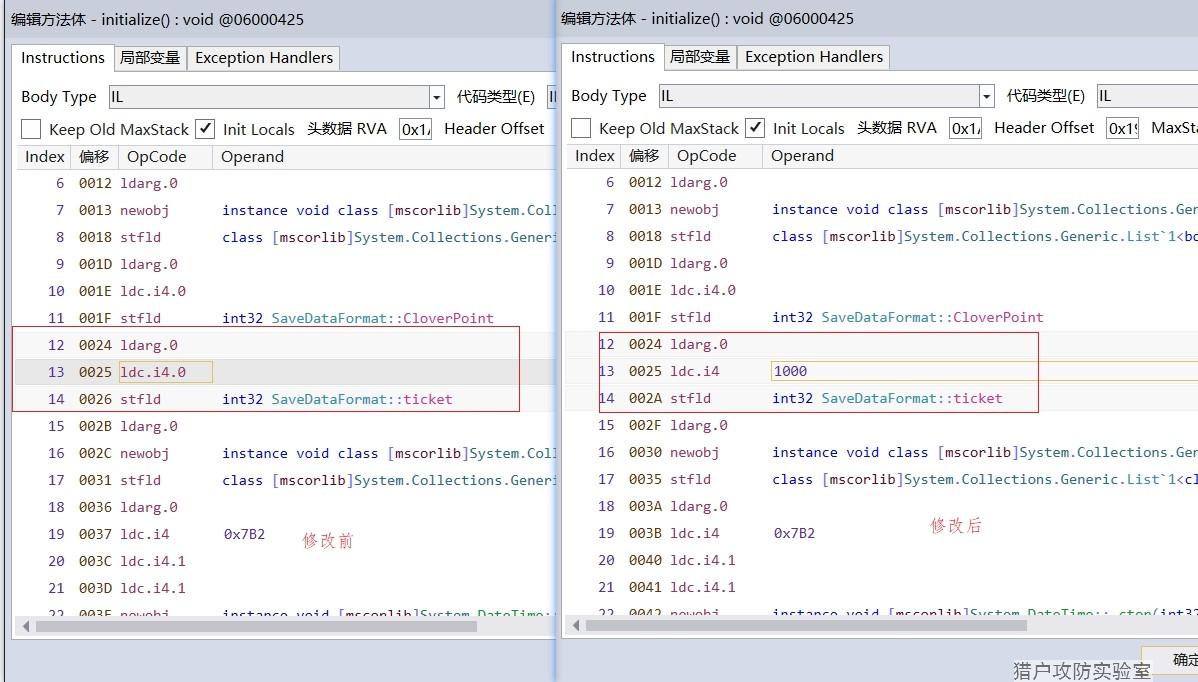 编辑方法体 - initialize() : void @06000425
Instructions 局部变量 Exception Handlers
Body Type IL 代码类型(E)
Keep Old MaxStack Init Locals 头数据 RVA 0x1 Header Offset
Index 偏移 OpCode Operand
6 0012 ldarg.0
7 0013 newobj instance void class [mscorlib]System.Coll
8 0018 stfld class [mscorlib]System.Collections.Generi
9 001D ldarg.0
10 001E ldc.i4.0
11 001F stfld int32 SaveDataFormat::CloverPoint
12 0024 ldarg.0
13 0025 ldc.i4.0
14 0026 stfld int32 SaveDataFormat::ticket
15 002B ldarg.0
16 002C newobj instance void class [mscorlib]System.Coll
17 0031 stfld class [mscorlib]System.Collections.Generi
18 0036 ldarg.0
19 0037 ldc.i4 0x7B2
20 003C ldc.i4.1
21 003D ldc.i4.1
22 003E newobj instance void [mscorlib]System.DateTime::
修改前
编辑方法体 - initialize() : void @06000425
Instructions 局部变量 Exception Handlers
Body Type IL 代码类型(E) IL
Keep Old MaxStack Init Locals 头数据 RVA 0x1 Header Offset 0x19 MaxSta
Index 偏移 OpCode Operand
6 0012 ldarg.0
7 0013 newobj instance void class [mscorlib]System.Collections.Ger
8 0018 stfld class [mscorlib]System.Collections.Generic.List`1<bo
9 001D ldarg.0
10 001E ldc.i4.0
11 001F stfld int32 SaveDataFormat::CloverPoint
12 0024 ldarg.0
13 0025 ldc.i4 1000
14 002A stfld int32 SaveDataFormat::ticket
15 002F ldarg.0
16 0030 newobj instance void class [mscorlib]System.Collections.Ger
17 0035 stfld class [mscorlib]System.Collections.Generic.List`1<cl
18 003A ldarg.0
19 003B ldc.i4 0x7B2
20 0040 ldc.i4.1
21 0041 ldc.i4.1
22 0042 newobj instance void [mscorlib]System.DateTime::.ctor(int32
修改后
确定
猎户攻防实验室